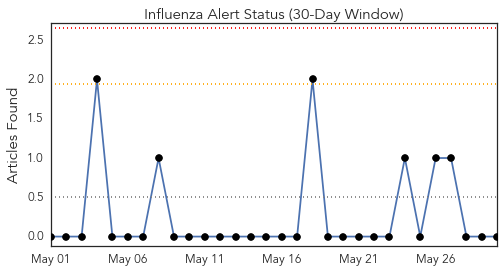 Influenza Alert Status (30-Day Window)
Articles Found
2.5
2.0
1.5
1.0
0.5
0.0
May 01 May 06 May 11 May 16 May 21 May 26